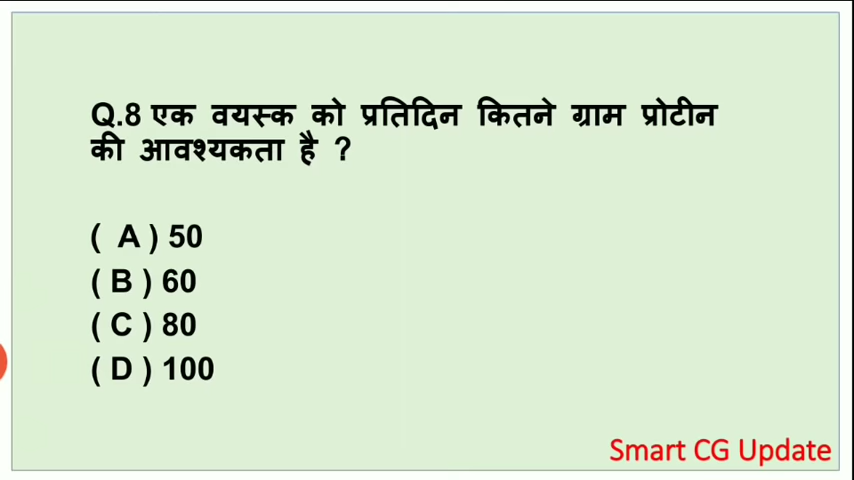 Q.8 एक वयस्क को प्रतिदिन कितने ग्राम प्रोटीन
की आवश्यकता है ?
( A ) 50
( B ) 60
( C ) 80
( D ) 100
Smart CG Update